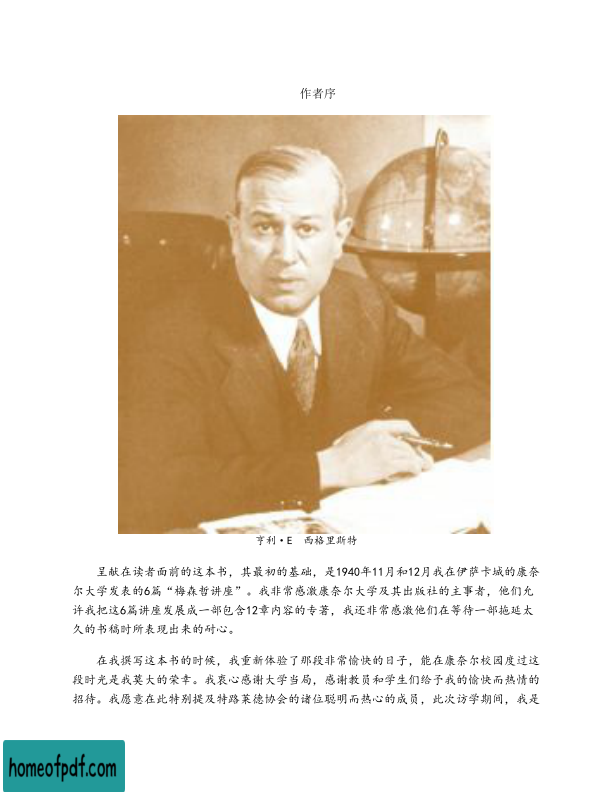 作者序
亨利·E 西格里斯特
呈献在读者面前的这本书，其最初的基础，是1940年11月和12月我在伊萨卡城的康奈
尔大学发表的6篇“梅森哲讲座”。我非常感激康奈尔大学及其出版社的主事者，他们允
许我把这6篇讲座发展成一部包含12章内容的专著，我还非常感激他们在等待一部拖延太
久的书稿时所表现出来的耐心。
在我撰写这本书的时候，我重新体验了那段非常愉快的日子，能在康奈尔校园度过这
段时光是我莫大的荣幸。我衷心感谢大学当局，感谢教员和学生们给予我的愉快而热情的
招待。我愿意在此特别提及特路莱德协会的诸位聪明而热心的成员，此次访学期间，我是
homeofpdf.com